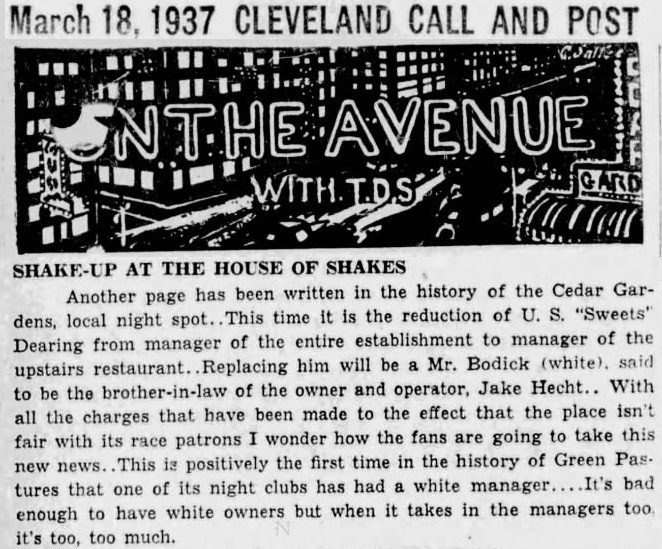 March 18, 1937 CLEVELAND CALL AND POST
ON THE AVENUE
WITH T.D.S
GARD
SHAKE-UP AT THE HOUSE OF SHAKES
Another page has been written in the history of the Cedar Gar-
dens, local night spot..This time it is the reduction of U. S. "Sweets"
Dearing from manager of the entire establishment to manager of the
upstairs restaurant..Replacing him will be a Mr. Bodick (white), said
to be the brother-in-law of the owner and operator, Jake Hecht.. With
all the charges that have been made to the effect that the place isn't
fair with its race patrons I wonder how the fans are going to take this
new news..This is positively the first time in the history of Green Pas-
tures that one of its night clubs has had a white manager....It's bad
enough to have white owners but when it takes in the managers too,
it's too, too much.